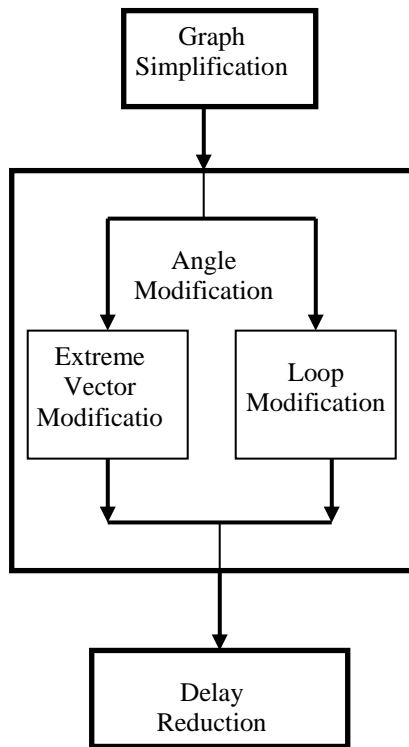 Graph
Simplification
Angle
Modification
Extreme
Vector
Modificatio
Loop
Modification
Delay
Reduction